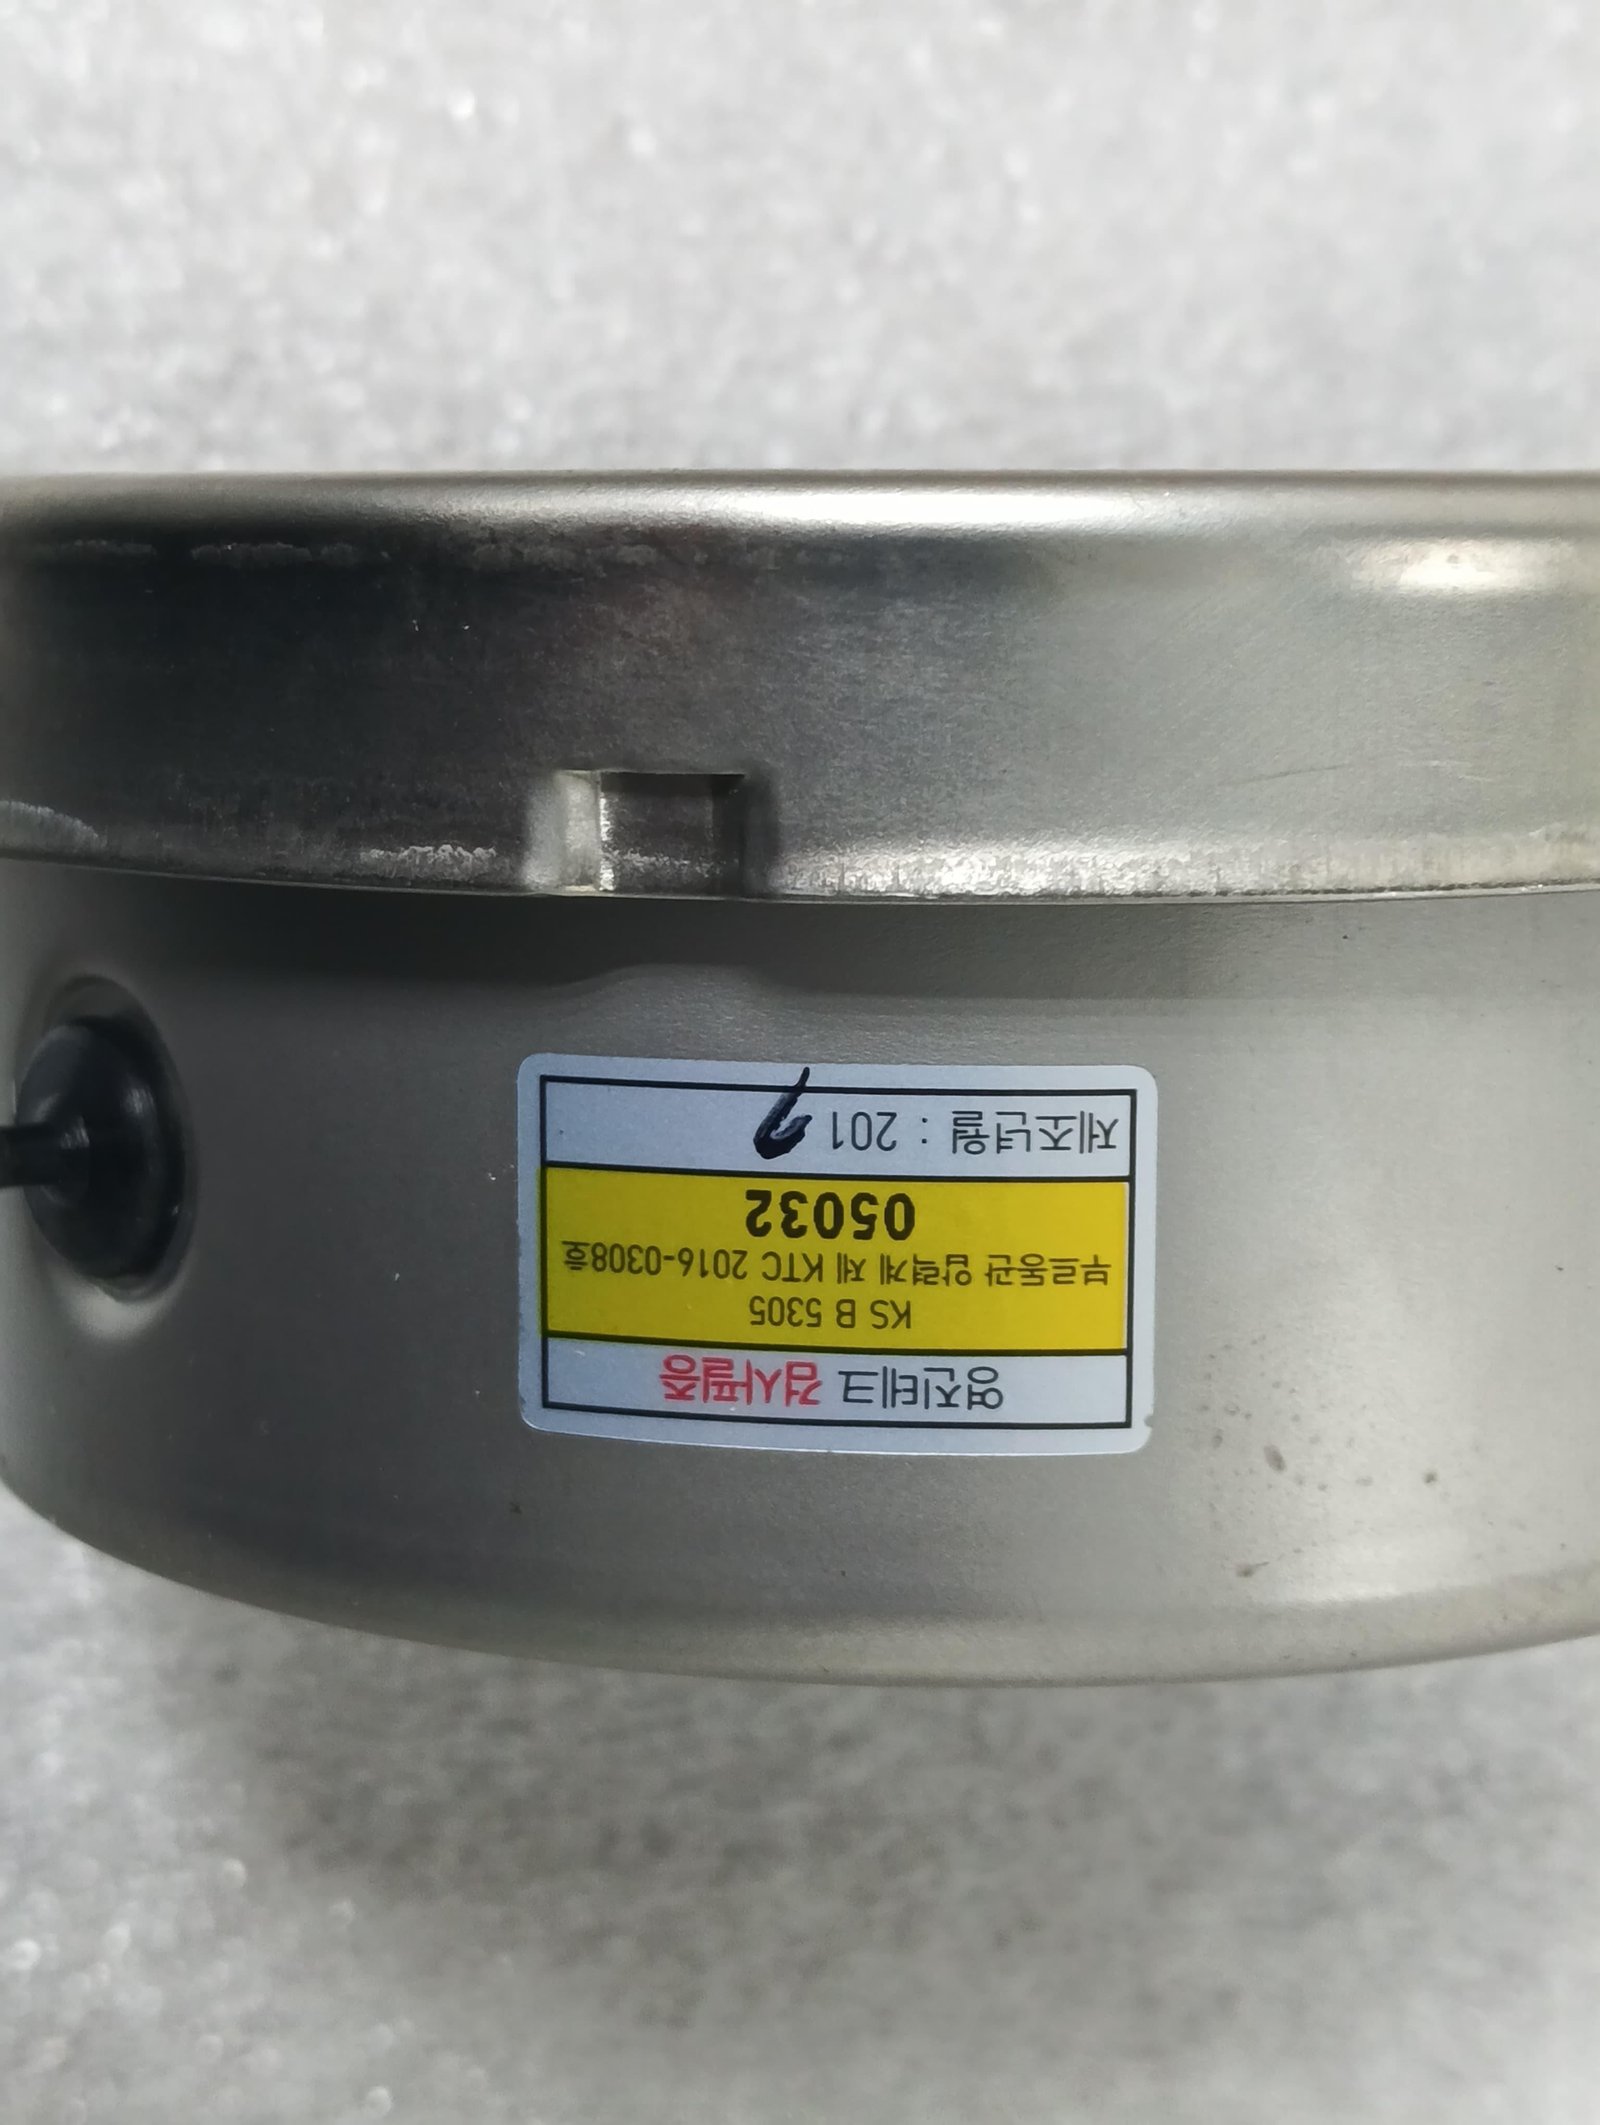 영진테크 검사필증
KS B 5305
부르동관 압력계 제 KTC 2016-0308호
05032
제조년월 : 2019